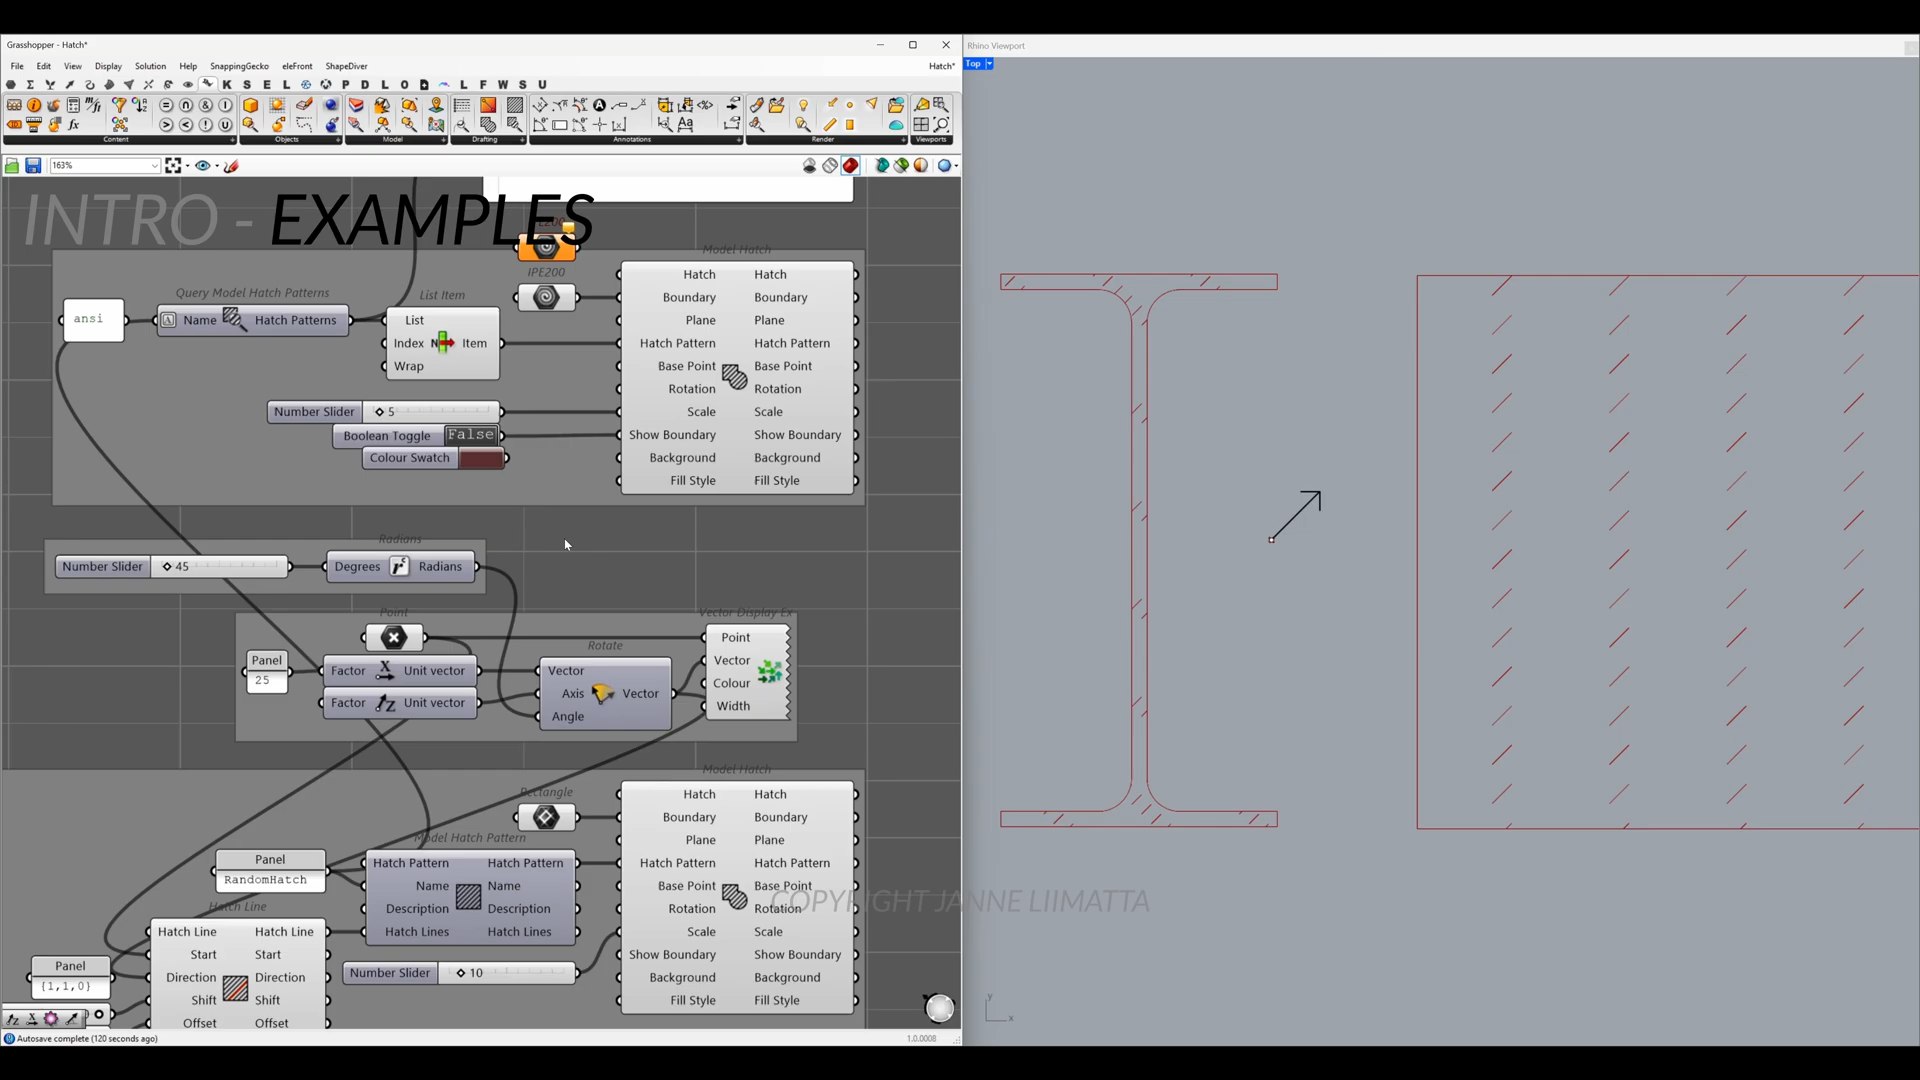 Grasshopper - Hatch*
Rhino Viewport
Top
File Edit View Display Solution Help SnappingGecko eleFront ShapeDiver
Hatch*
K S E L P D L O L F W S U
Content Objects Model Drafting Annotations Render Viewports
163%
INTRO - EXAMPLES
IPE200
Model Hatch
Query Model Hatch Patterns
List Item
ansi
Name Hatch Patterns
List
Index Item
Wrap
Hatch Hatch
Boundary Boundary
Plane Plane
Hatch Pattern Hatch Pattern
Base Point Base Point
Rotation Rotation
Scale Scale
Show Boundary Show Boundary
Background Background
Fill Style Fill Style
Number Slider 5
Boolean Toggle False
Colour Swatch
Radians
Number Slider 45
Degrees Radians
Point
Vector Display Ex
Rotate
Panel
25
Factor X Unit vector
Factor Z Unit vector
Vector
Axis Vector
Angle
Point
Vector
Colour
Width
Model Hatch
Rectangle
Model Hatch Pattern
Panel
RandomHatch
Hatch Pattern Hatch Pattern
Name Name
Description Description
Hatch Lines Hatch Lines
Hatch Hatch
Boundary Boundary
Plane Plane
Hatch Pattern Hatch Pattern
Base Point Base Point
Rotation Rotation
Scale Scale
Show Boundary Show Boundary
Background Background
Fill Style Fill Style
COPYRIGHT JANNE LIIMATTA
Hatch Line
Hatch Line Hatch Line
Start Start
Direction Direction
Shift Shift
Offset Offset
Number Slider 10
Panel
{1,1,0}
y
x
Autosave complete (120 seconds ago)
1.0.0008